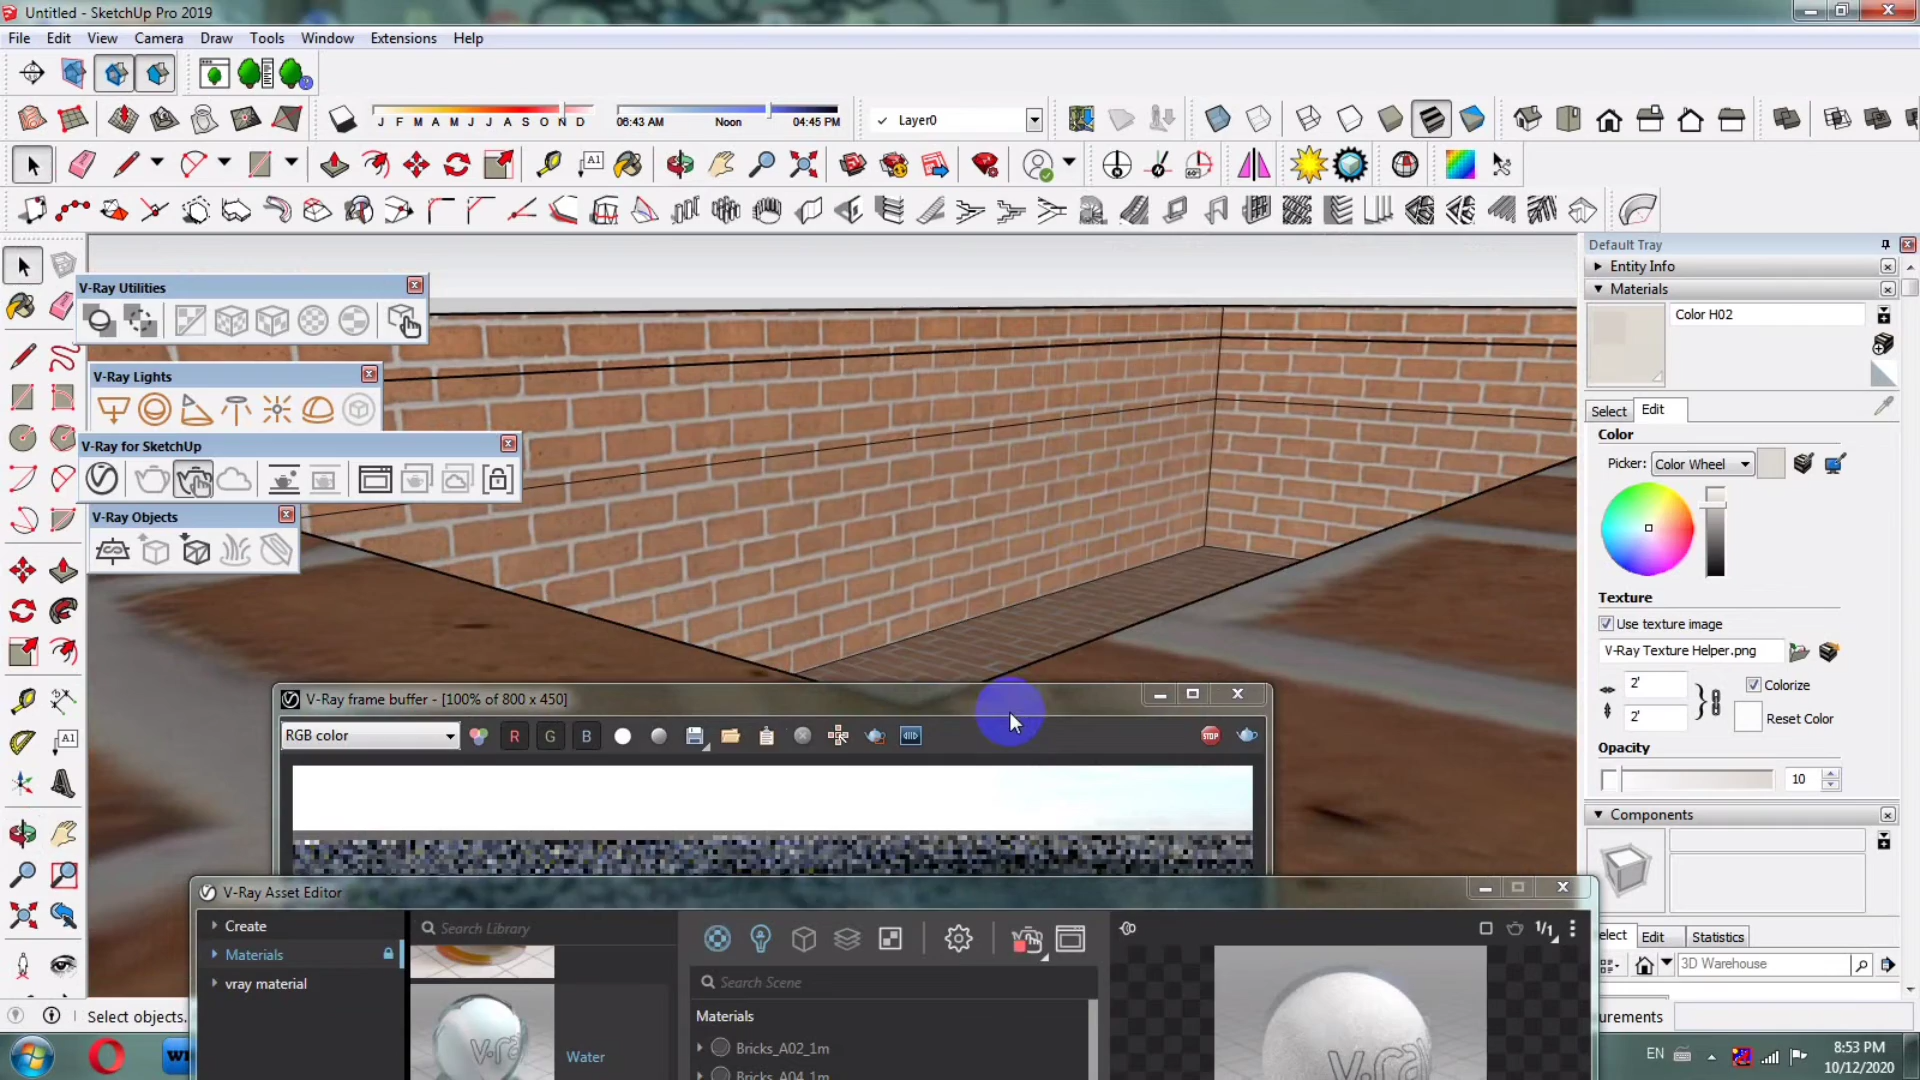 Untitled - SketchUp Pro 2019
File Edit View Camera Draw Tools Window Extensions Help
J F M A M J J A S O N D
06:43 AM Noon 04:45 PM
Layer0
Default Tray
Entity Info
Materials
Color H02
Select Edit
Color
Picker: Color Wheel
Texture
Use texture image
V-Ray Texture Helper.png
2'
Colorize
2'
Reset Color
Opacity
10
Components
Edit Statistics
3D Warehouse
V-Ray Utilities
V-Ray Lights
V-Ray for SketchUp
V-Ray Objects
V-Ray frame buffer - [100% of 800 x 450]
RGB color
R G B
STOP
V-Ray Asset Editor
Create
Materials
vray material
Search Library
Water
Search Scene
Materials
Bricks_A02_1m
Bricks_A04_1m
1/1
Select objects.
EN
8:53 PM
10/12/2020